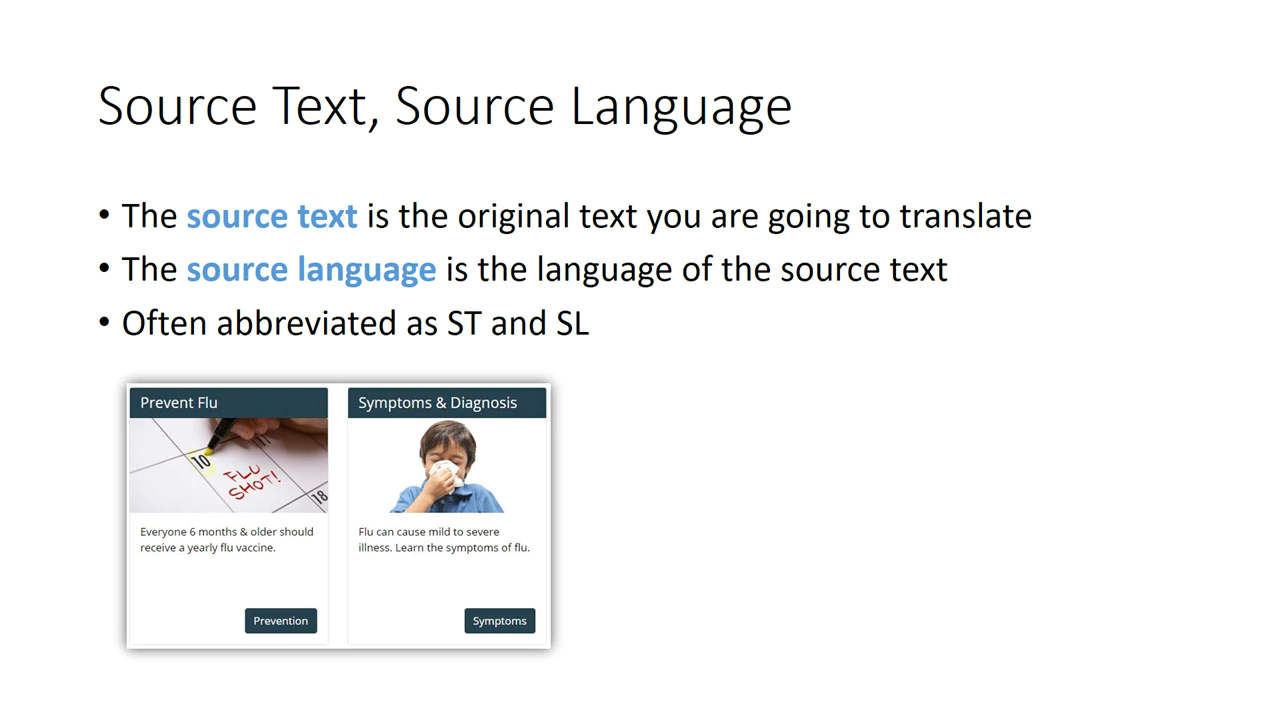 Source Text, Source Language
• The source text is the original text you are going to translate
• The source language is the language of the source text
• Often abbreviated as ST and SL
Prevent Flu
10
11
FLU
SHOT!
18
Everyone 6 months & older should
receive a yearly flu vaccine.
Prevention
Symptoms & Diagnosis
Flu can cause mild to severe
illness. Learn the symptoms of flu.
Symptoms